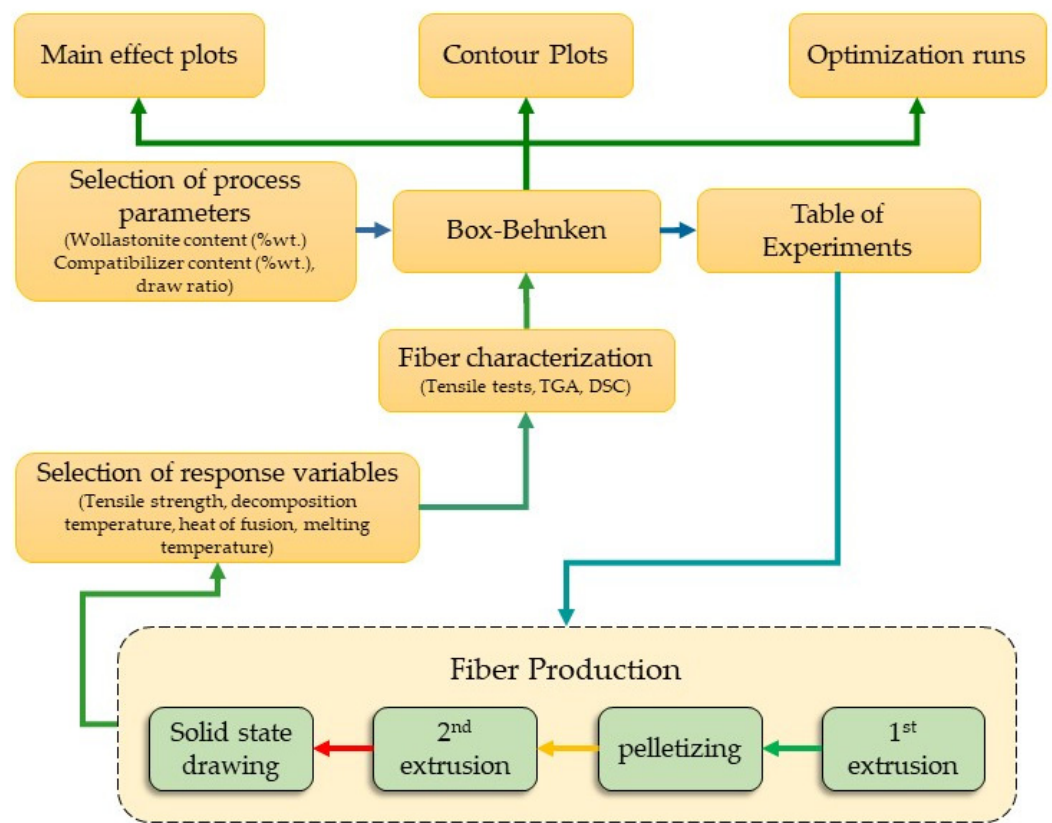 Main effect plots
Contour Plots
Optimization runs
Selection of process
parameters
(Wollastonite content (%wt.)
Compatibilizer content (%wt.),
draw ratio)
Box-Behnken
Table of
Experiments
Fiber characterization
(Tensile tests, TGA, DSC)
Selection of response variables
(Tensile strength, decomposition
temperature, heat of fusion, melting
temperature)
Fiber Production
Solid state
drawing
2nd
extrusion
pelletizing
1st
extrusion